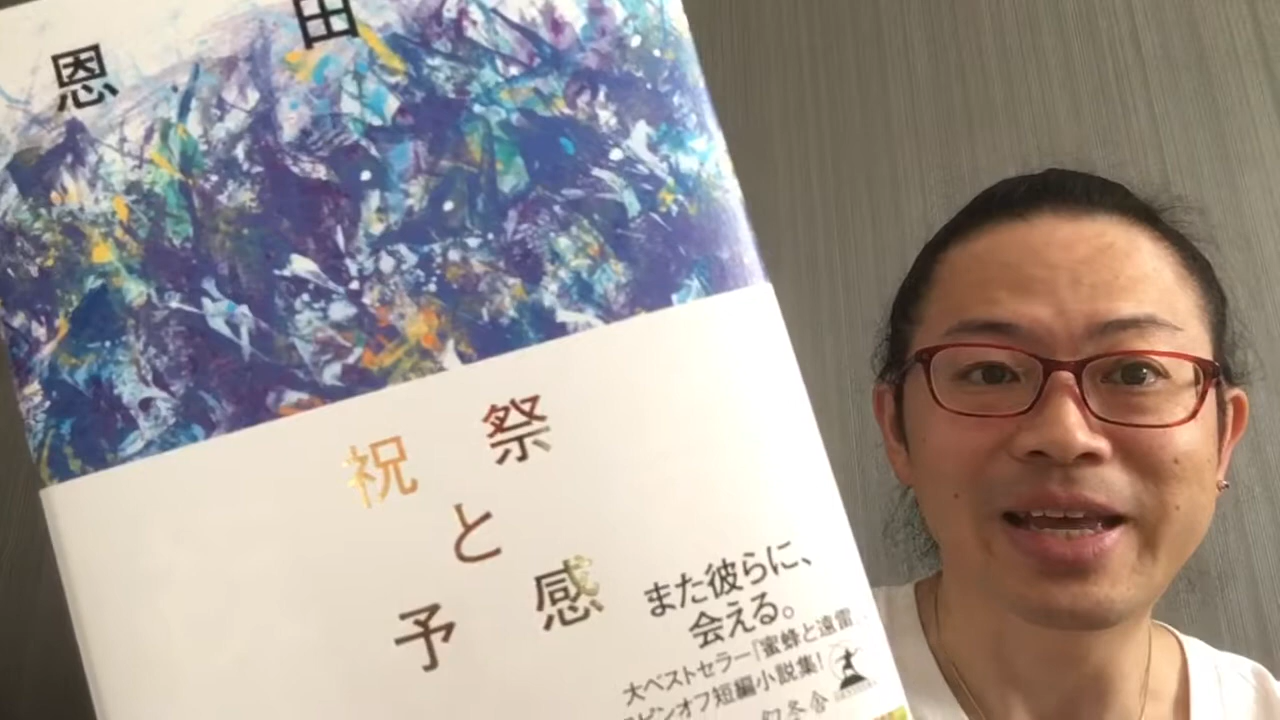 恩田
祝祭と予感
また彼らに、
会える。
大ベストセラー『蜜蜂と遠雷』
スピンオフ短編小説集!
幻冬舎